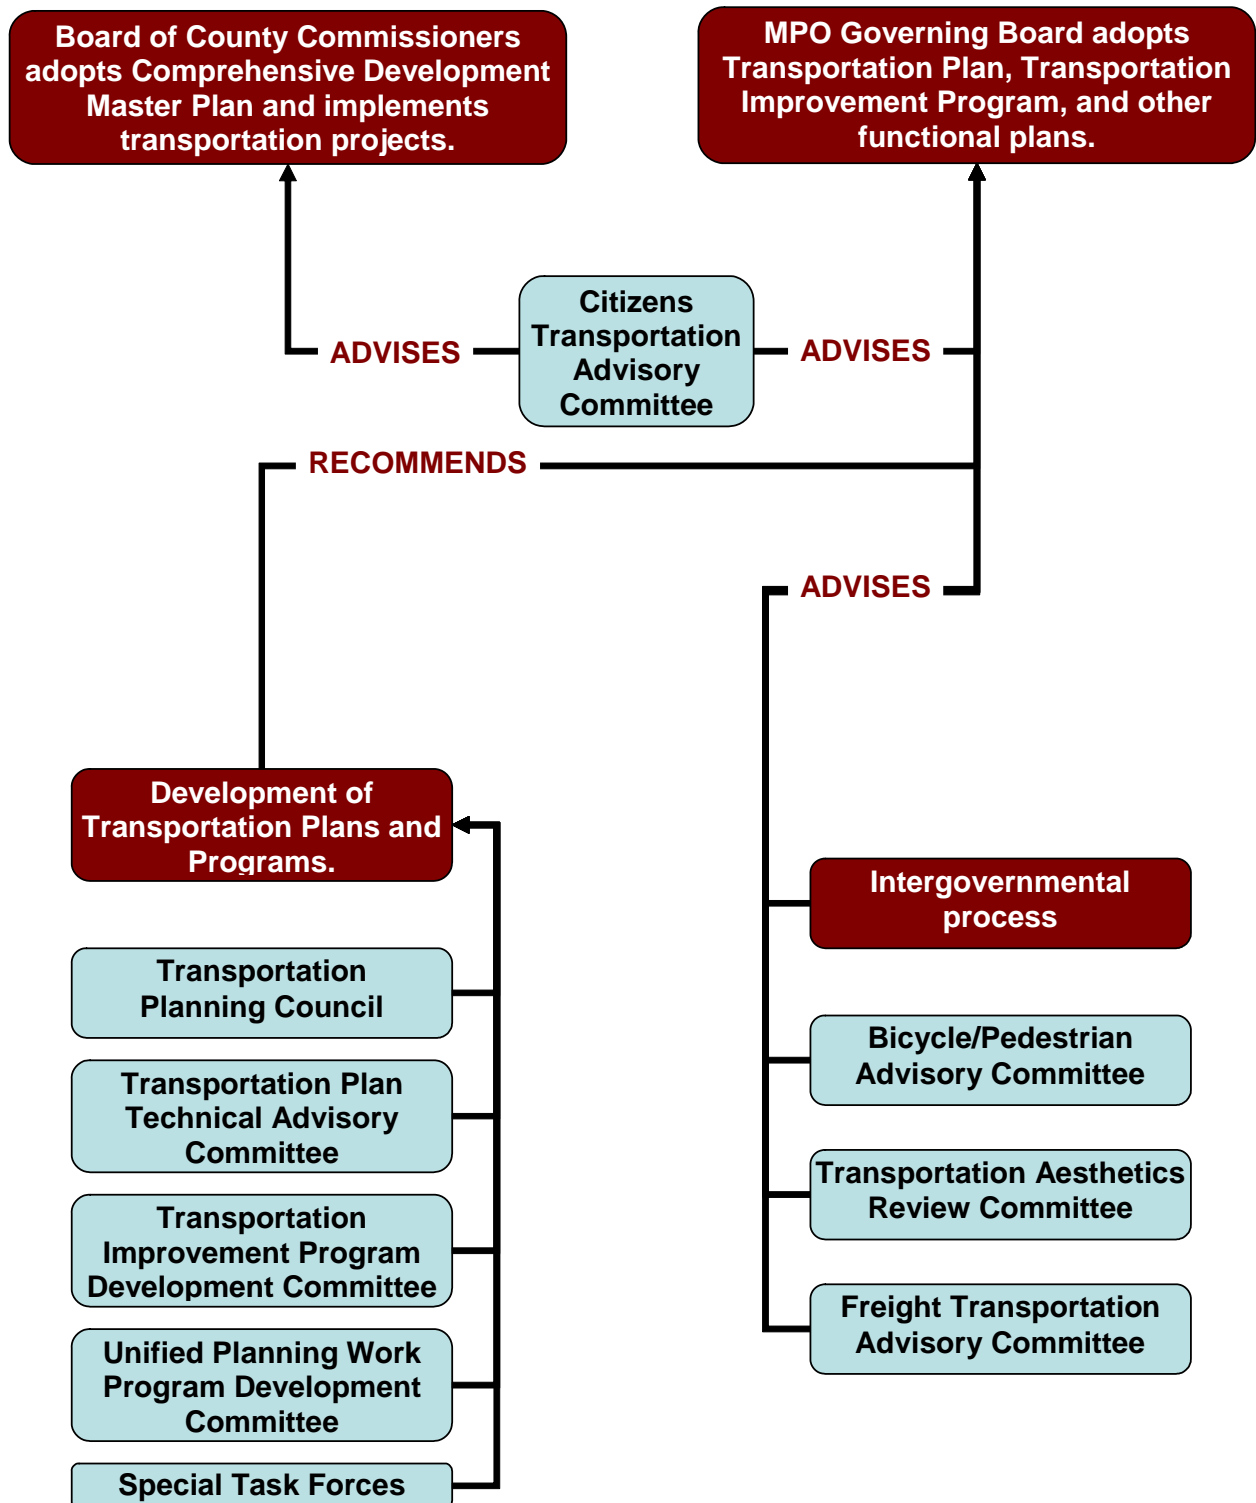 Board of County Commissioners
adopts Comprehensive Development
Master Plan and implements
transportation projects.
MPO Governing Board adopts
Transportation Plan, Transportation
Improvement Program, and other
functional plans.
Citizens
Transportation
Advisory
Committee
ADVISES
ADVISES
RECOMMENDS
ADVISES
Development of
Transportation Plans and
Programs.
Transportation
Planning Council
Transportation Plan
Technical Advisory
Committee
Transportation
Improvement Program
Development Committee
Unified Planning Work
Program Development
Committee
Special Task Forces
Intergovernmental
process
Bicycle/Pedestrian
Advisory Committee
Transportation Aesthetics
Review Committee
Freight Transportation
Advisory Committee